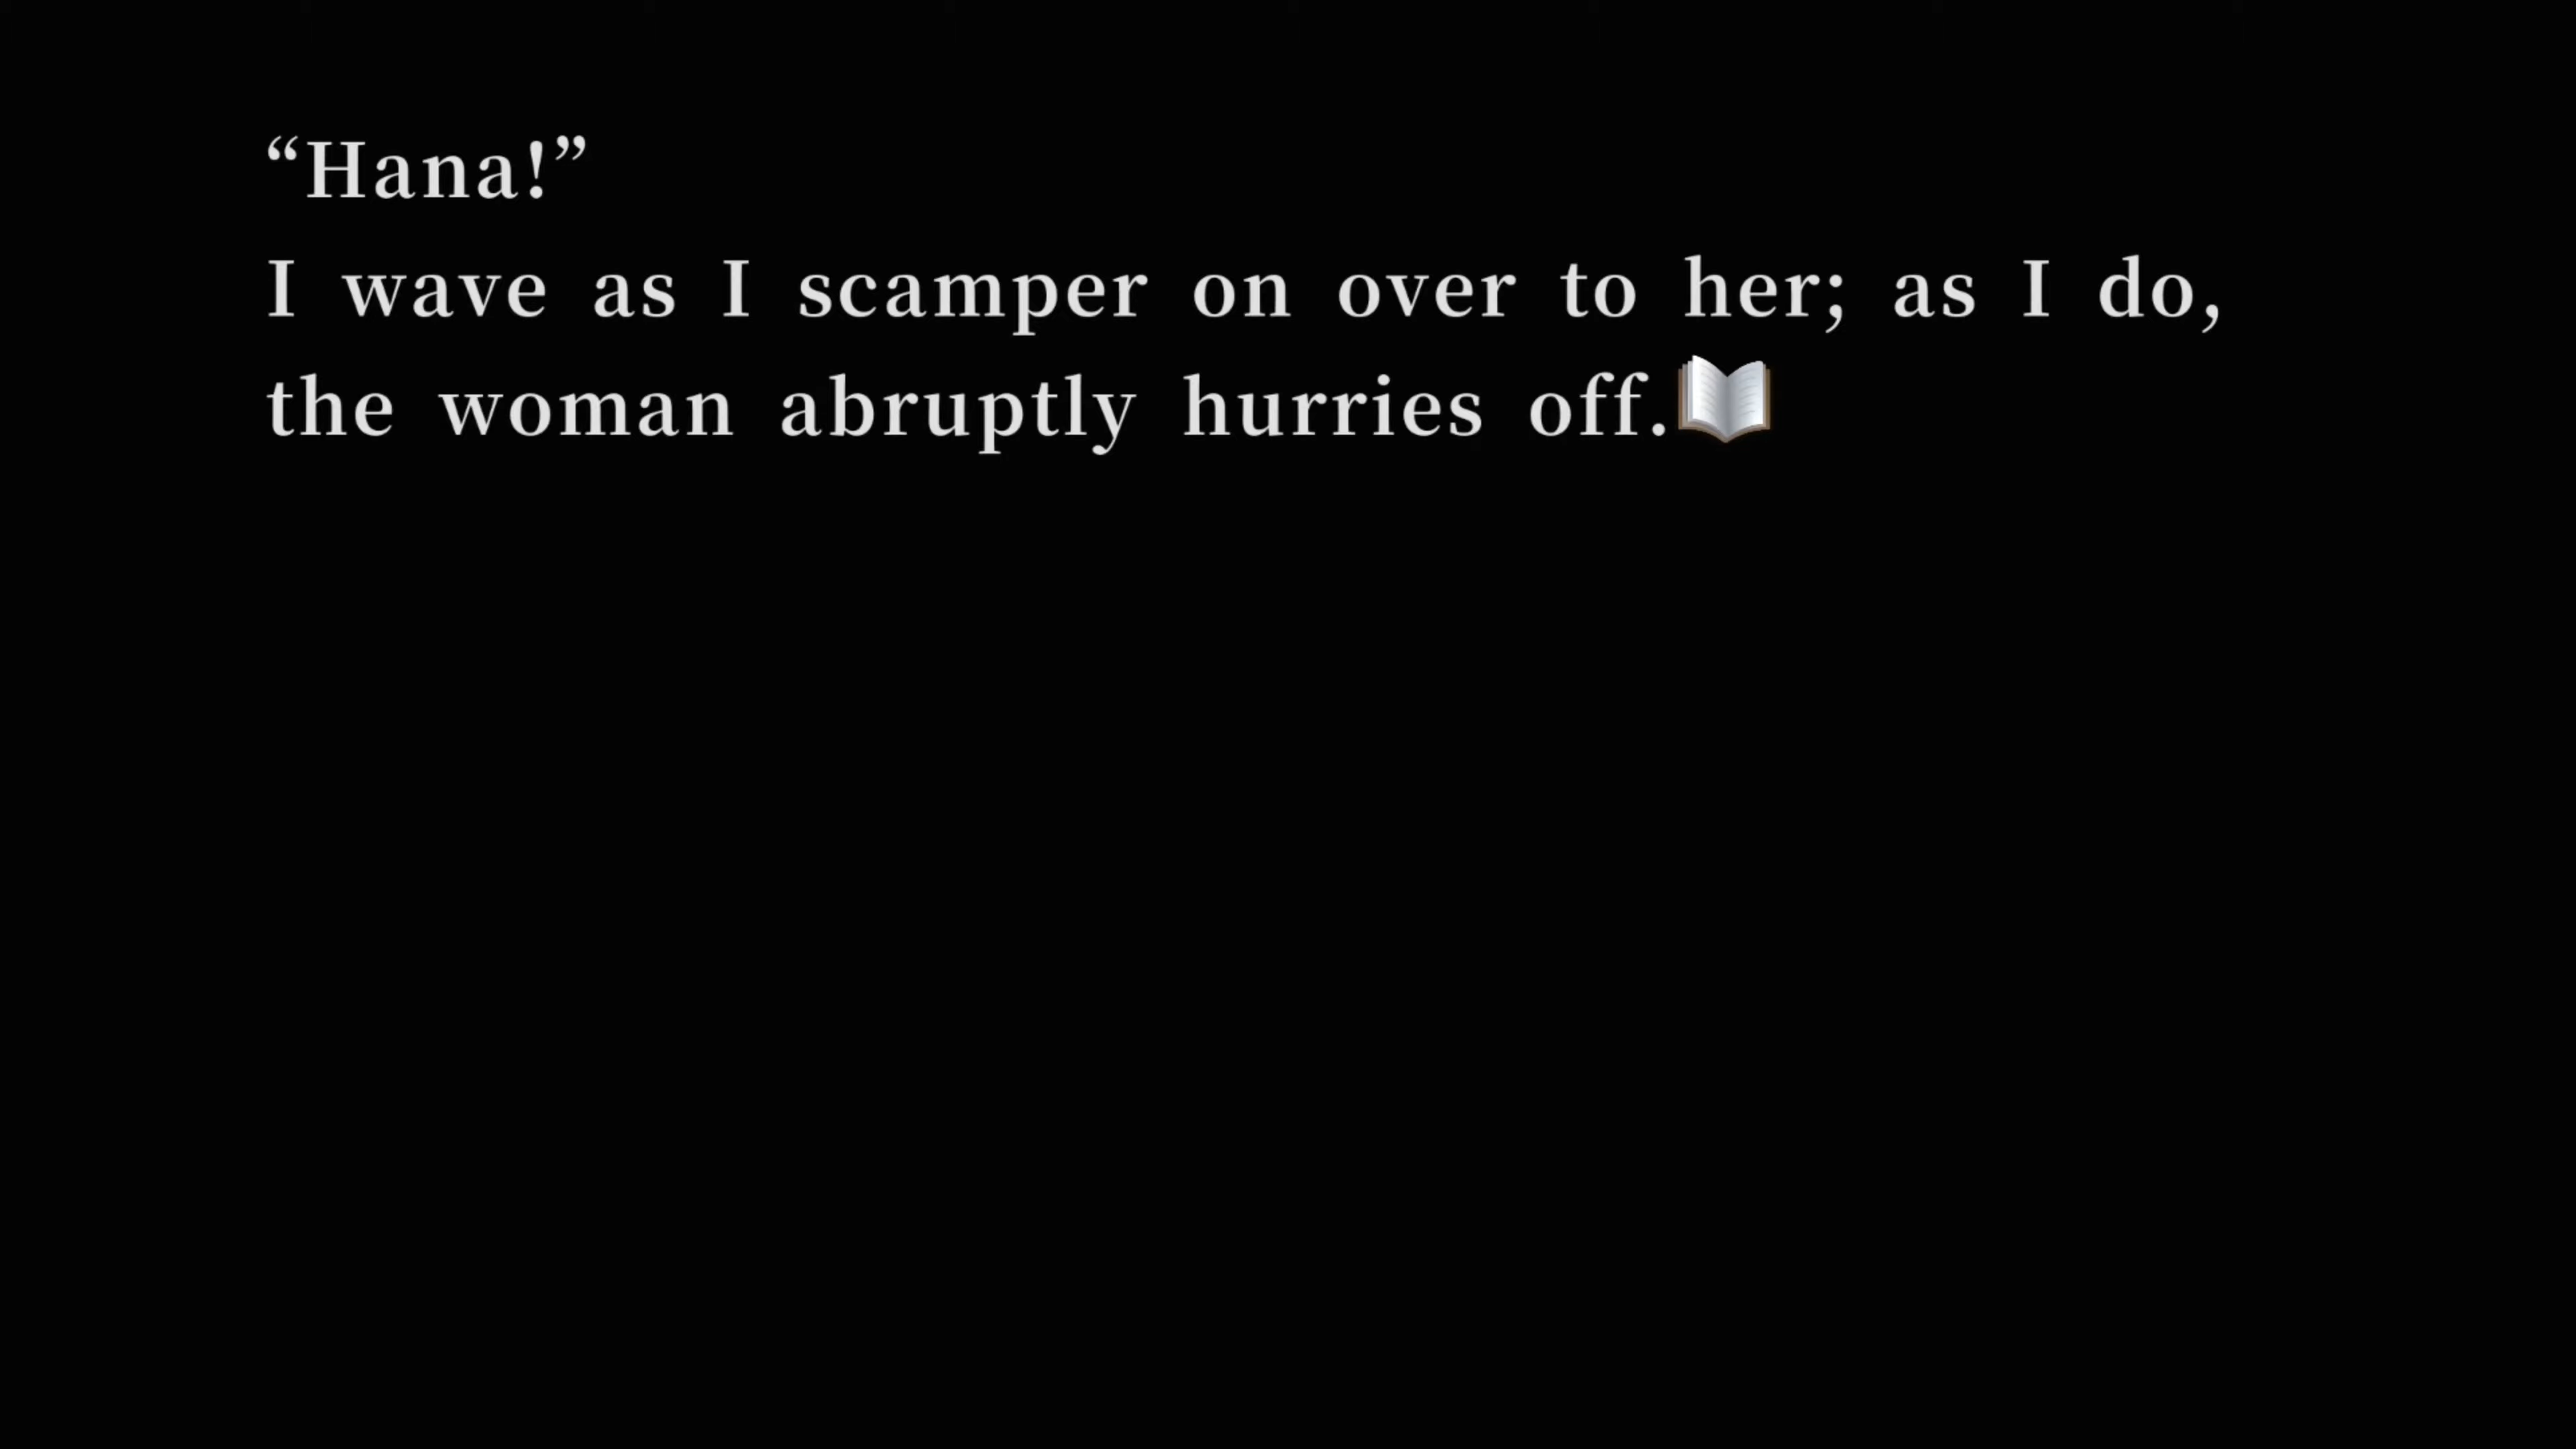 “Hana!”
I wave as I scamper on over to her; as I do,
the woman abruptly hurries off.